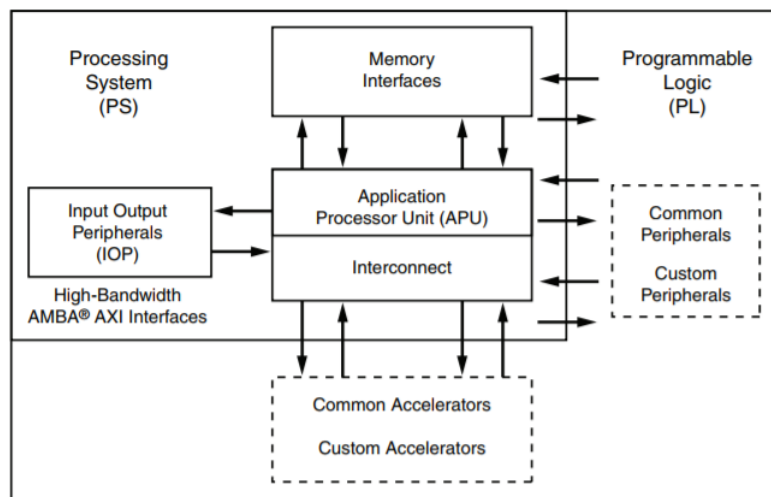 Processing
System
(PS)
Memory
Interfaces
Programmable
Logic
(PL)
Input Output
Peripherals
(IOP)
Application
Processor Unit (APU)
Interconnect
Common
Peripherals
Custom
Peripherals
High-Bandwidth
AMBA® AXI Interfaces
Common Accelerators
Custom Accelerators